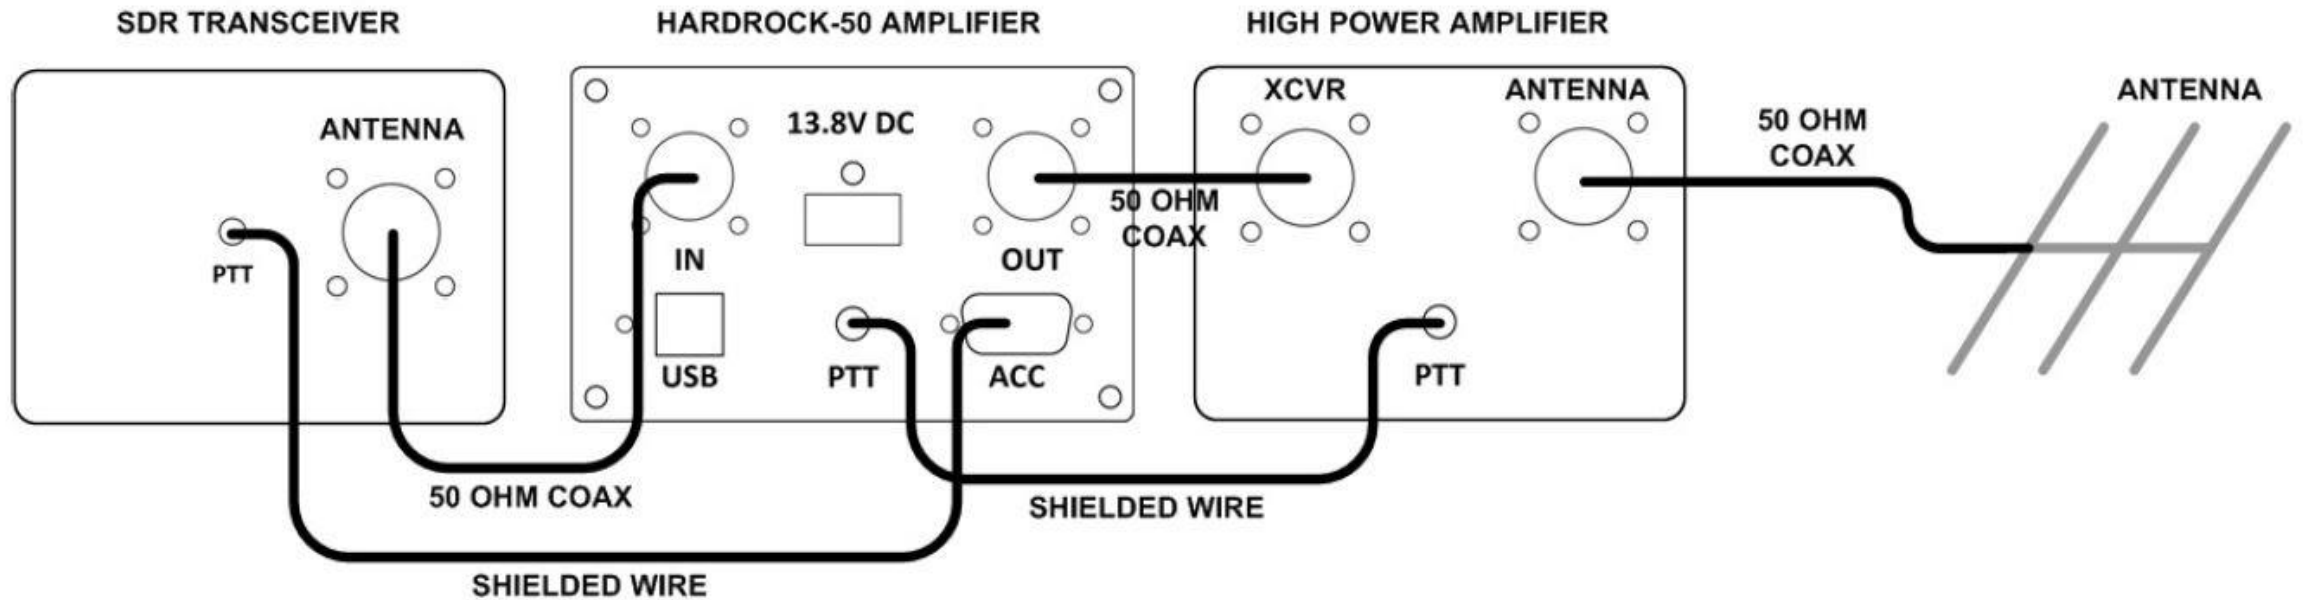 SDR TRANSCEIVER
HARDROCK-50 AMPLIFIER
HIGH POWER AMPLIFIER
ANTENNA
PTT
13.8V DC
IN
OUT
USB
PTT
ACC
XCVR
ANTENNA
PTT
50 OHM
COAX
50 OHM
COAX
ANTENNA
50 OHM COAX
SHIELDED WIRE
SHIELDED WIRE